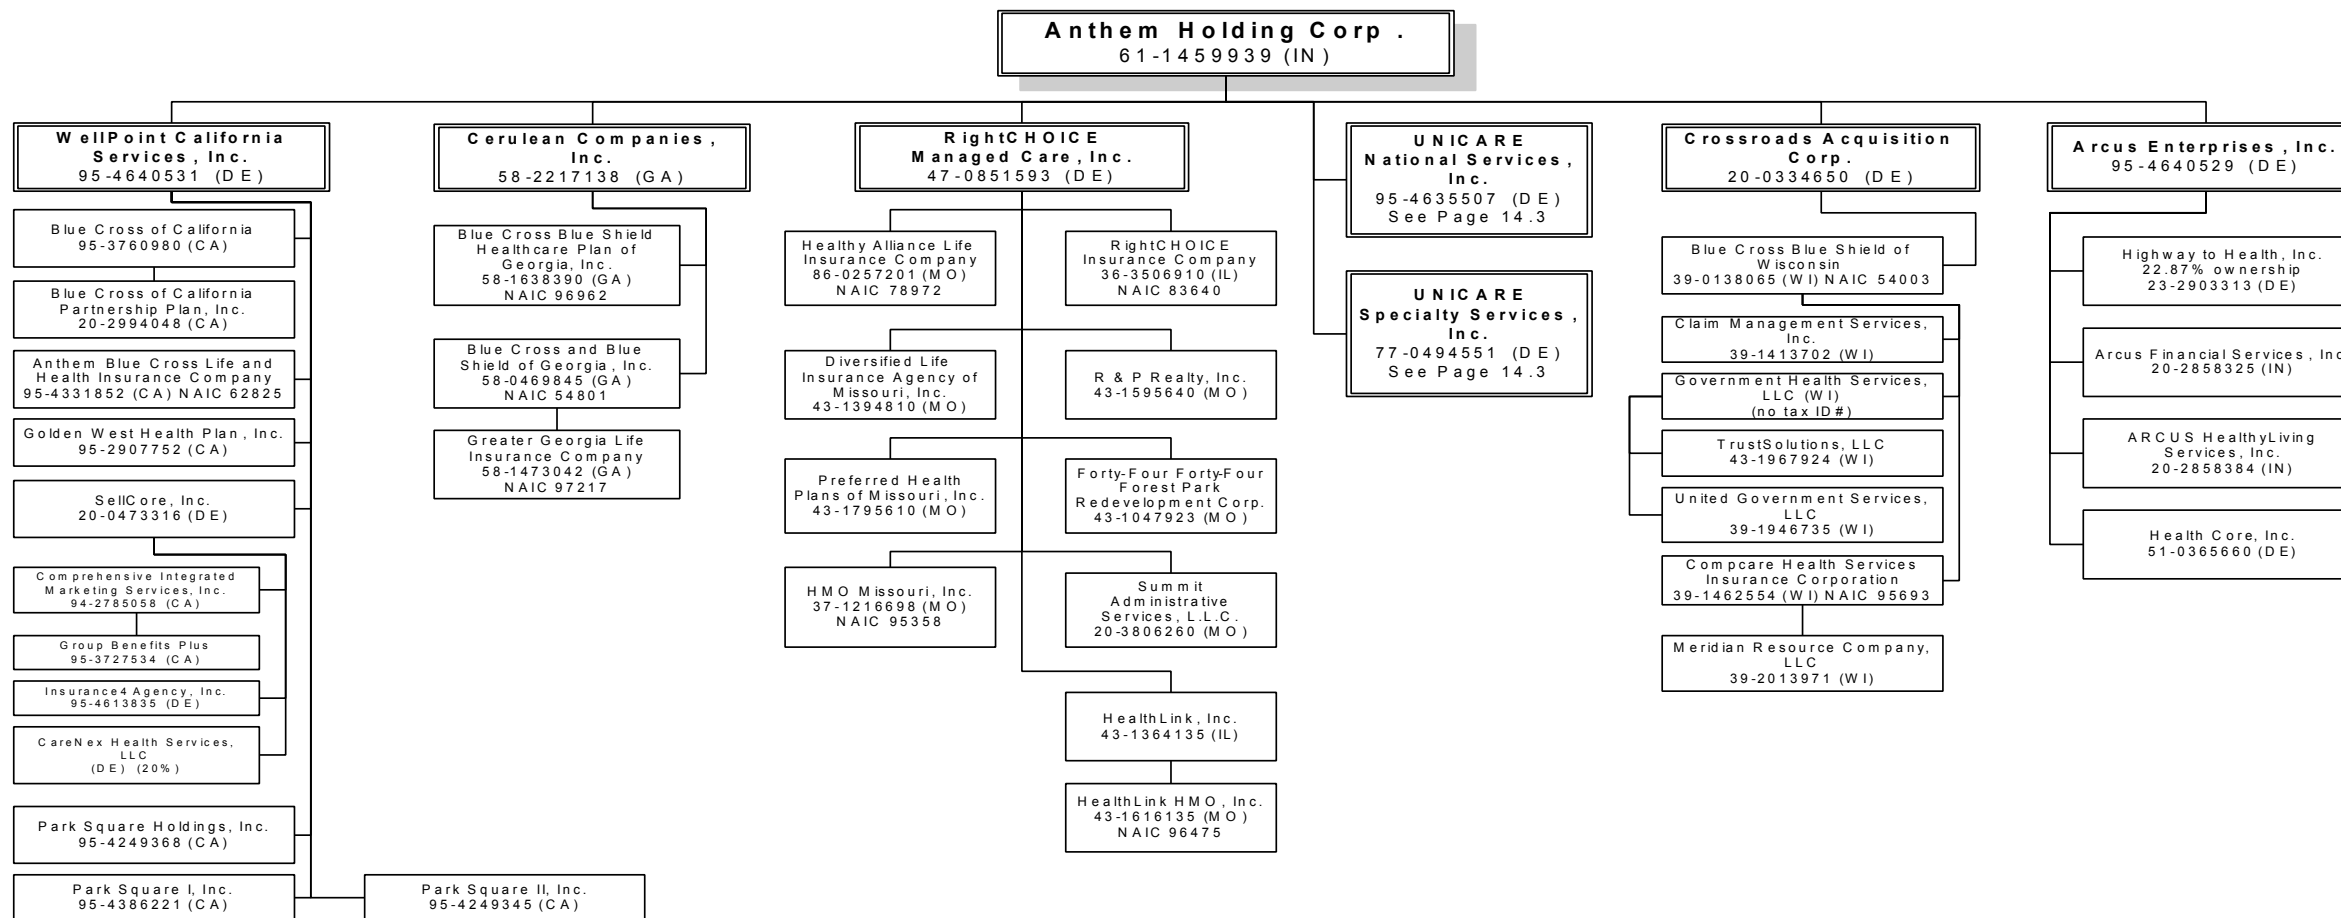 Anthem Holding Corp.
61-1459939 (IN)
WellPoint California
Services, Inc.
95-4640531 (DE)
Blue Cross of California
95-3760980 (CA)
Blue Cross of California
Partnership Plan, Inc.
20-2994048 (CA)
Anthem Blue Cross Life and
Health Insurance Company
95-4331852 (CA) NAIC 62825
Golden West Health Plan, Inc.
95-2907752 (CA)
SellCore, Inc.
20-0473316 (DE)
Comprehensive Integrated
Marketing Services, Inc.
94-2785058 (CA)
Group Benefits Plus
95-3727534 (CA)
Insurance4 Agency, Inc.
95-4613835 (DE)
CareNex Health Services,
LLC
(DE) (20%)
Park Square Holdings, Inc.
95-4249368 (CA)
Park Square I, Inc.
95-4386221 (CA)
Park Square II, Inc.
95-4249345 (CA)
Cerulean Companies,
Inc.
58-2217138 (GA)
Blue Cross Blue Shield
Healthcare Plan of
Georgia, Inc.
58-1638390 (GA)
NAIC 96962
Blue Cross and Blue
Shield of Georgia, Inc.
58-0469845 (GA)
NAIC 54801
Greater Georgia Life
Insurance Company
58-1473042 (GA)
NAIC 97217
RightCHOICE
Managed Care, Inc.
47-0851593 (DE)
Healthy Alliance Life
Insurance Company
86-0257201 (MO)
NAIC 78972
RightCHOICE
Insurance Company
36-3506910 (IL)
NAIC 83640
Diversified Life
Insurance Agency of
Missouri, Inc.
43-1394810 (MO)
R & P Realty, Inc.
43-1595640 (MO)
Preferred Health
Plans of Missouri, Inc.
43-1795610 (MO)
Forty-Four Forty-Four
Forest Park
Redevelopment Corp.
43-1047923 (MO)
HMO Missouri, Inc.
37-1216698 (MO)
NAIC 95358
Summit
Administrative
Services, L.L.C.
20-3806260 (MO)
HealthLink, Inc.
43-1364135 (IL)
HealthLink HMO, Inc.
43-1616135 (MO)
NAIC 96475
UNICARE
National Services,
Inc.
95-4635507 (DE)
See Page 14.3
UNICARE
Specialty Services,
Inc.
77-0494551 (DE)
See Page 14.3
Crossroads Acquisition
Corp.
20-0334650 (DE)
Blue Cross Blue Shield of
Wisconsin
39-0138065 (WI) NAIC 54003
Claim Management Services,
Inc.
39-1413702 (WI)
Government Health Services,
LLC (WI)
(no tax ID#)
TrustSolutions, LLC
43-1967924 (WI)
United Government Services,
LLC
39-1946735 (WI)
Compcare Health Services
Insurance Corporation
39-1462554 (WI) NAIC 95693
Meridian Resource Company,
LLC
39-2013971 (WI)
Arcus Enterprises, Inc.
95-4640529 (DE)
Highway to Health, Inc.
22.87% ownership
23-2903313 (DE)
Arcus Financial Services, Inc
20-2858325 (IN)
ARCUS HealthyLiving
Services, Inc.
20-2858384 (IN)
Health Core, Inc.
51-0365660 (DE)